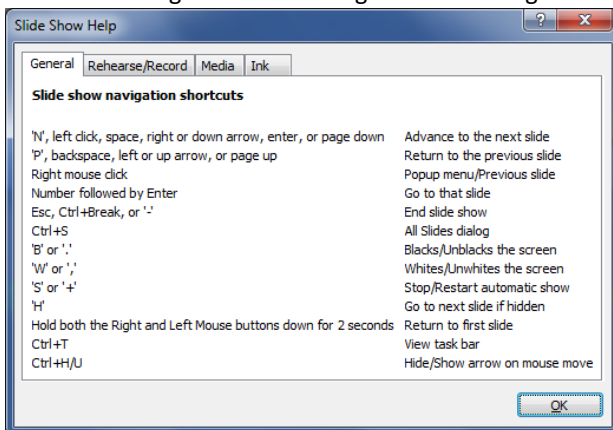 Slide Show Help
General Rehearse/Record Media Ink
Slide show navigation shortcuts
'N', left click, space, right or down arrow, enter, or page down Advance to the next slide
'P', backspace, left or up arrow, or page up Return to the previous slide
Right mouse click Popup menu/Previous slide
Number followed by Enter Go to that slide
Esc, Ctrl+Break, or '-' End slide show
Ctrl+S All Slides dialog
'B' or '.' Blacks/Unblacks the screen
'W' or ',' Whites/Unwhites the screen
'S' or '+' Stop/Restart automatic show
'H' Go to next slide if hidden
Hold both the Right and Left Mouse buttons down for 2 seconds Return to first slide
Ctrl+T View task bar
Ctrl+H/U Hide/Show arrow on mouse move
OK